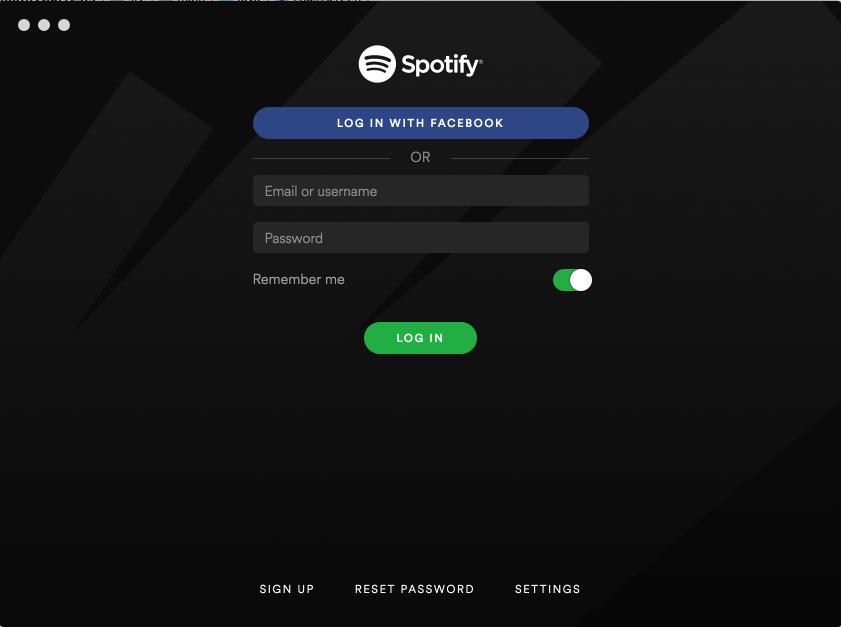 Spotify®
LOG IN WITH FACEBOOK
OR
Email or username
Password
Remember me
LOG IN
SIGN UP RESET PASSWORD SETTINGS